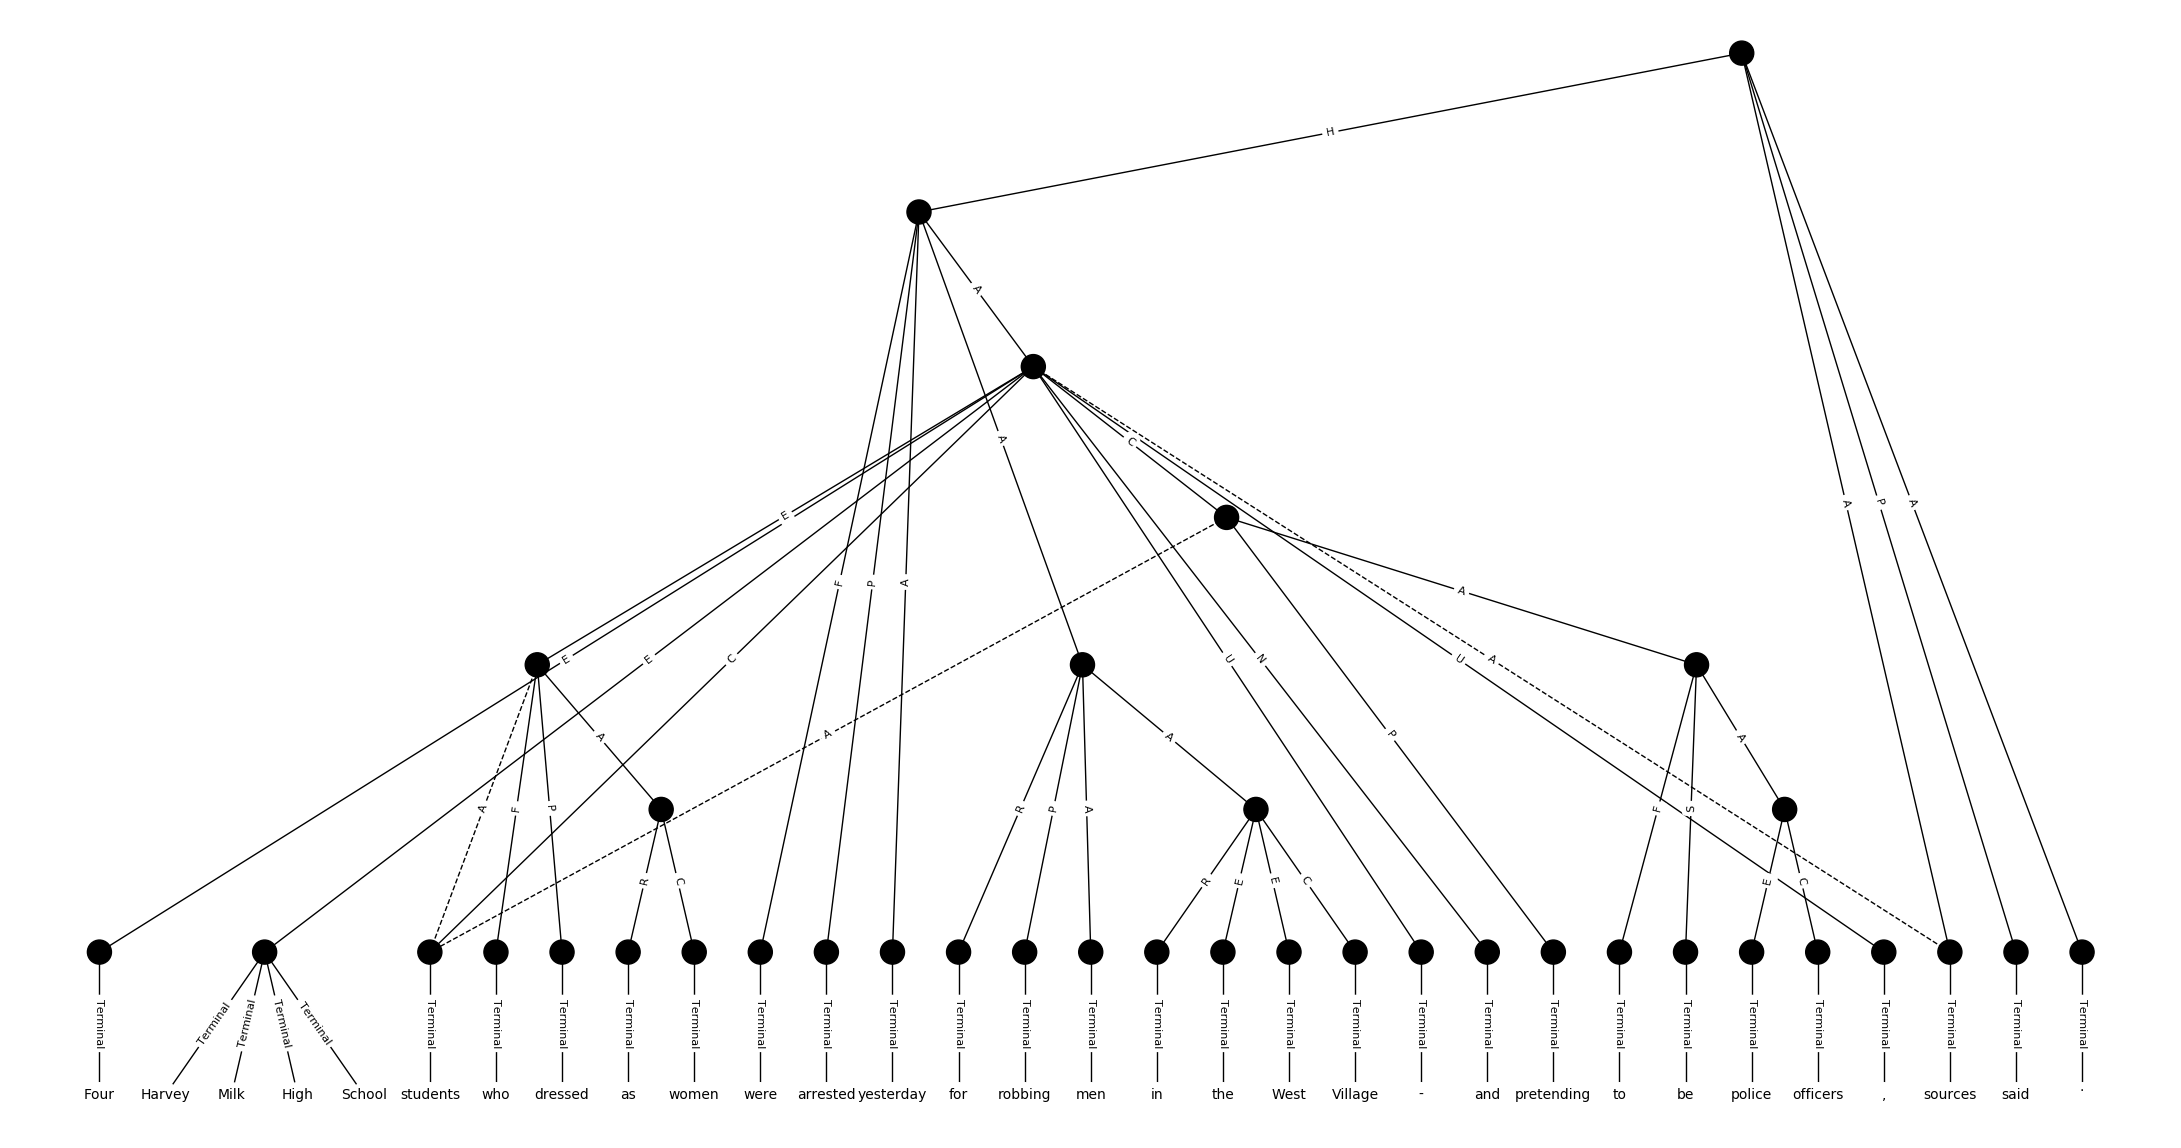 H
A
A
C
E
A
A
P
A
F
P
A
A
E
E
C
U
N
U
A
A
A
P
A
A
A
F
P
R
P
A
F
S
R
C
R
E
E
C
E
C
Terminal Terminal Terminal Terminal Terminal Terminal Terminal Terminal Terminal Terminal Terminal Terminal Terminal Terminal Terminal Terminal Terminal Terminal Terminal Terminal Terminal Terminal Terminal Terminal Terminal Terminal Terminal Terminal Terminal Terminal Terminal
Four Harvey Milk High School students who dressed as women were arrested yesterday for robbing men in the West Village - and pretending to be police officers , sources said .